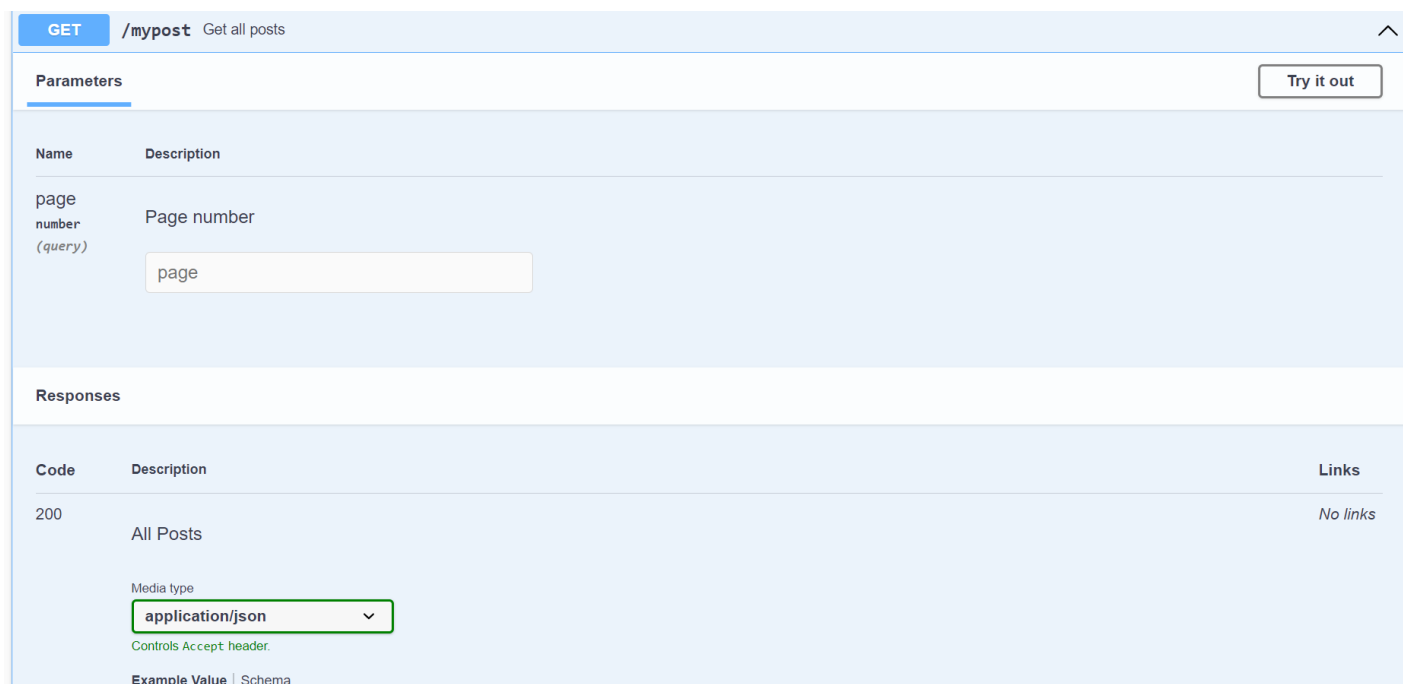 GET /mypost Get all posts
Parameters
Try it out
Name Description
page
number
(query)
Page number
page
Responses
Code Description Links
200
All Posts
No links
Media type
application/json
Controls Accept header.
Example Value | Schema